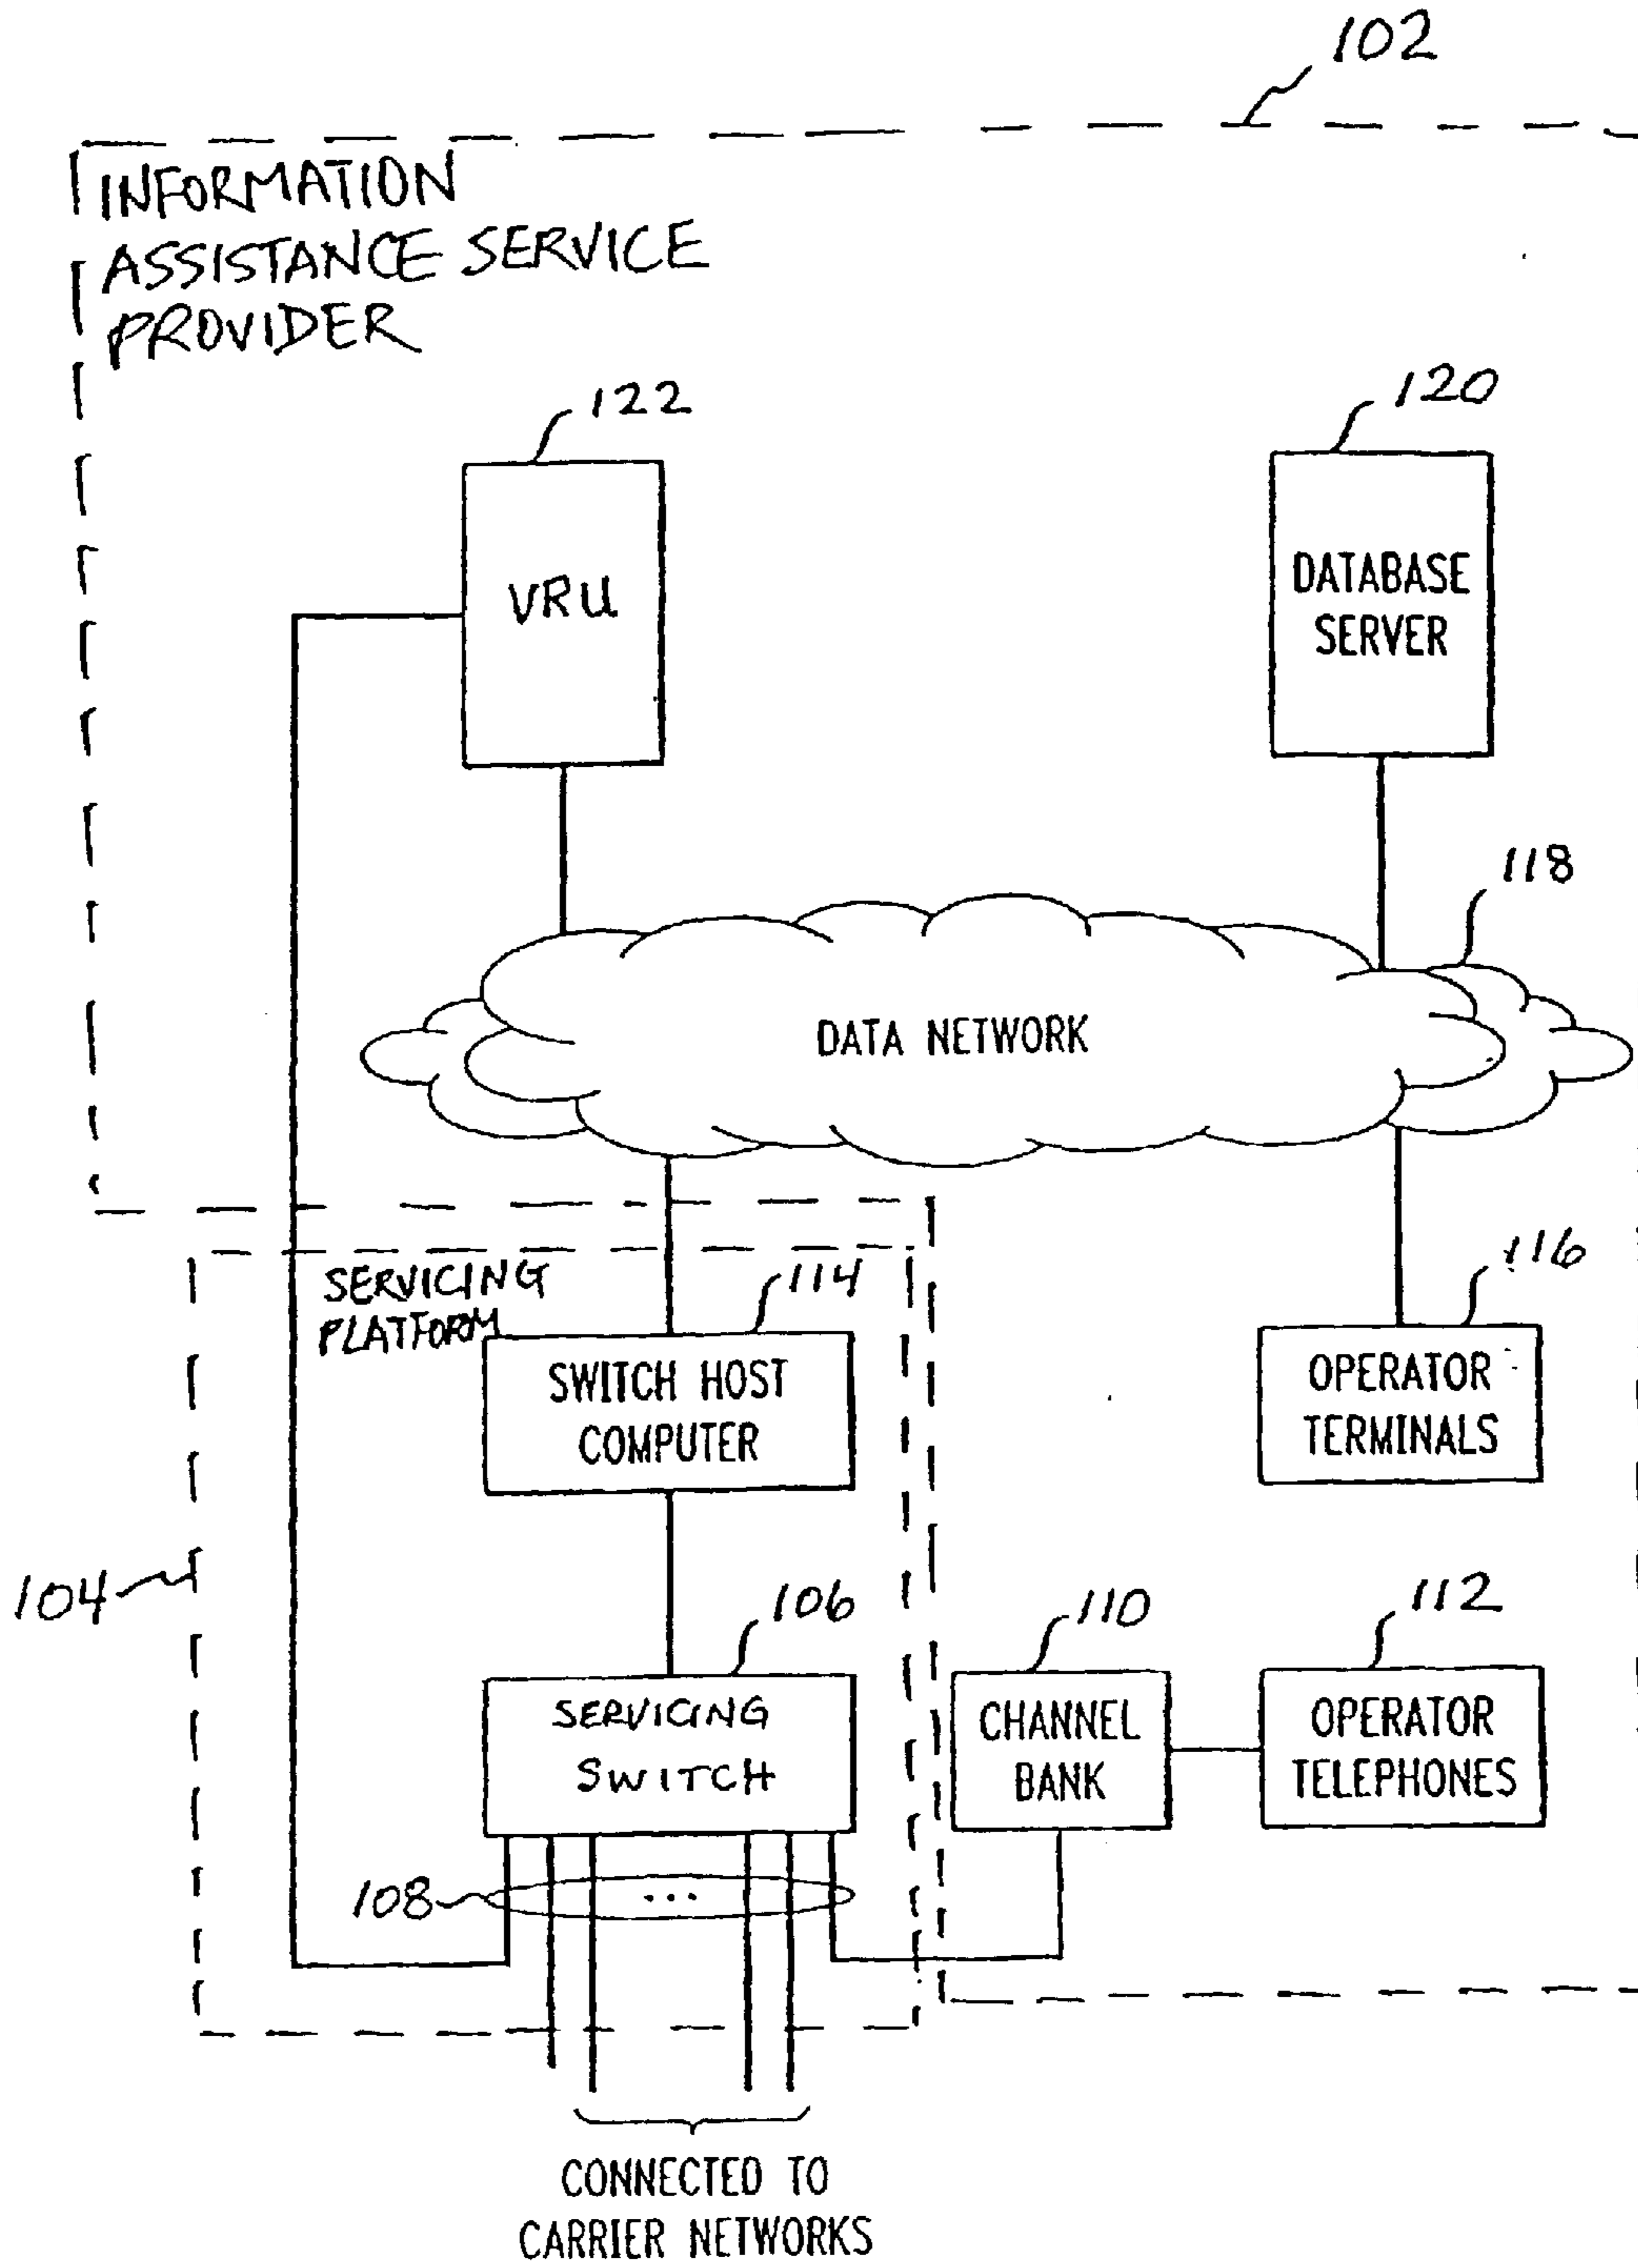 102
INFORMATION
ASSISTANCE SERVICE
PROVIDER
122
120
VRU
DATABASE
SERVER
118
DATA NETWORK
SERVICING
PLATFORM
114
116
SWITCH HOST
COMPUTER
OPERATOR
TERMINALS
104
106
110
112
SERVICING
SWITCH
CHANNEL
BANK
OPERATOR
TELEPHONES
108
...
CONNECTED TO
CARRIER NETWORKS